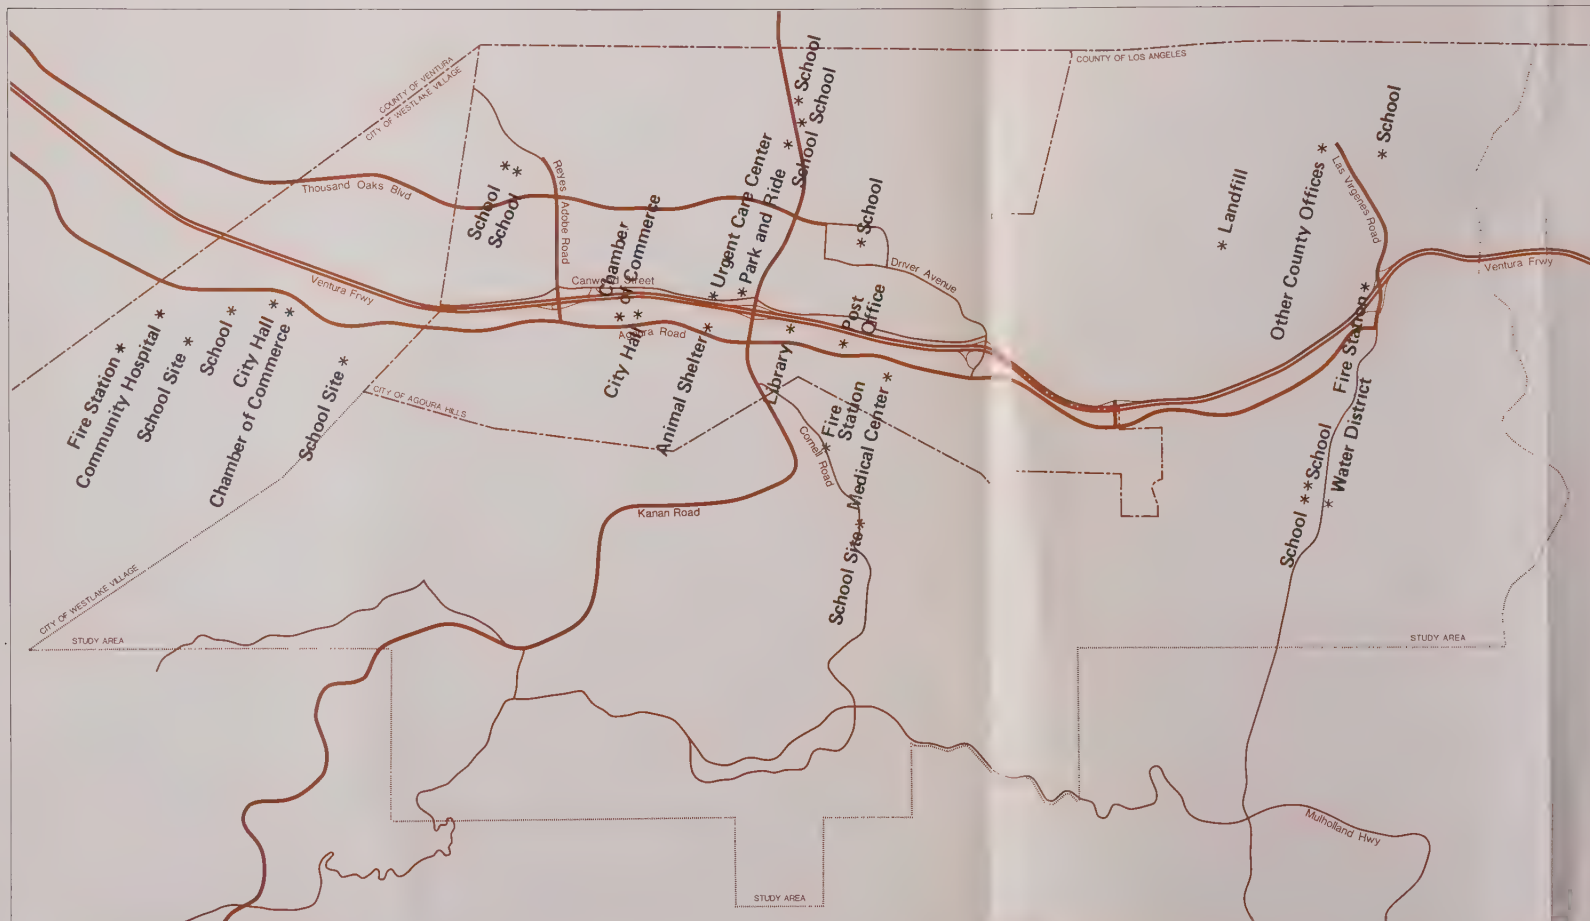 COUNTY OF VENTURA
CITY OF WESTLAKE VILLAGE
COUNTY OF LOS ANGELES
School
School
School
School
Urgent Care Center
Park and Ride
School
School
School
Thousand Oaks Blvd
Reyes Adobe Road
Chamber
of Commerce
Landfill
Other County Offices
Las Virgenes Road
Driver Avenue
Ventura Frwy
Ventura Frwy
Canwood Street
Post
Office
Agoura Road
City Hall
Animal Shelter
Library
Fire Station
Community Hospital
School Site
School
City Hall
Chamber of Commerce
School Site
CITY OF AGOURA HILLS
Fire
Station
Medical Center
Cornell Road
Fire Station
Water District
School
School
Kanan Road
School Site
CITY OF WESTLAKE VILLAGE
STUDY AREA
STUDY AREA
Mulholland Hwy
STUDY AREA